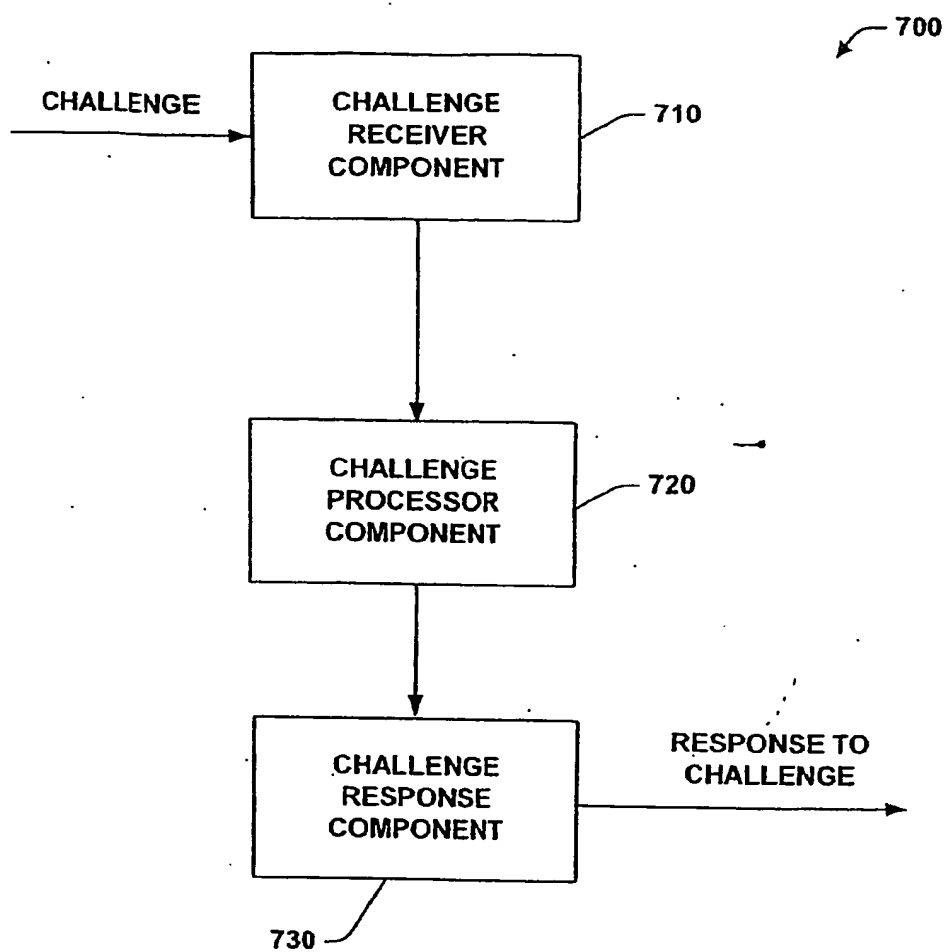 700
CHALLENGE
CHALLENGE
RECEIVER
COMPONENT
710
CHALLENGE
PROCESSOR
COMPONENT
720
CHALLENGE
RESPONSE
COMPONENT
RESPONSE TO
CHALLENGE
730